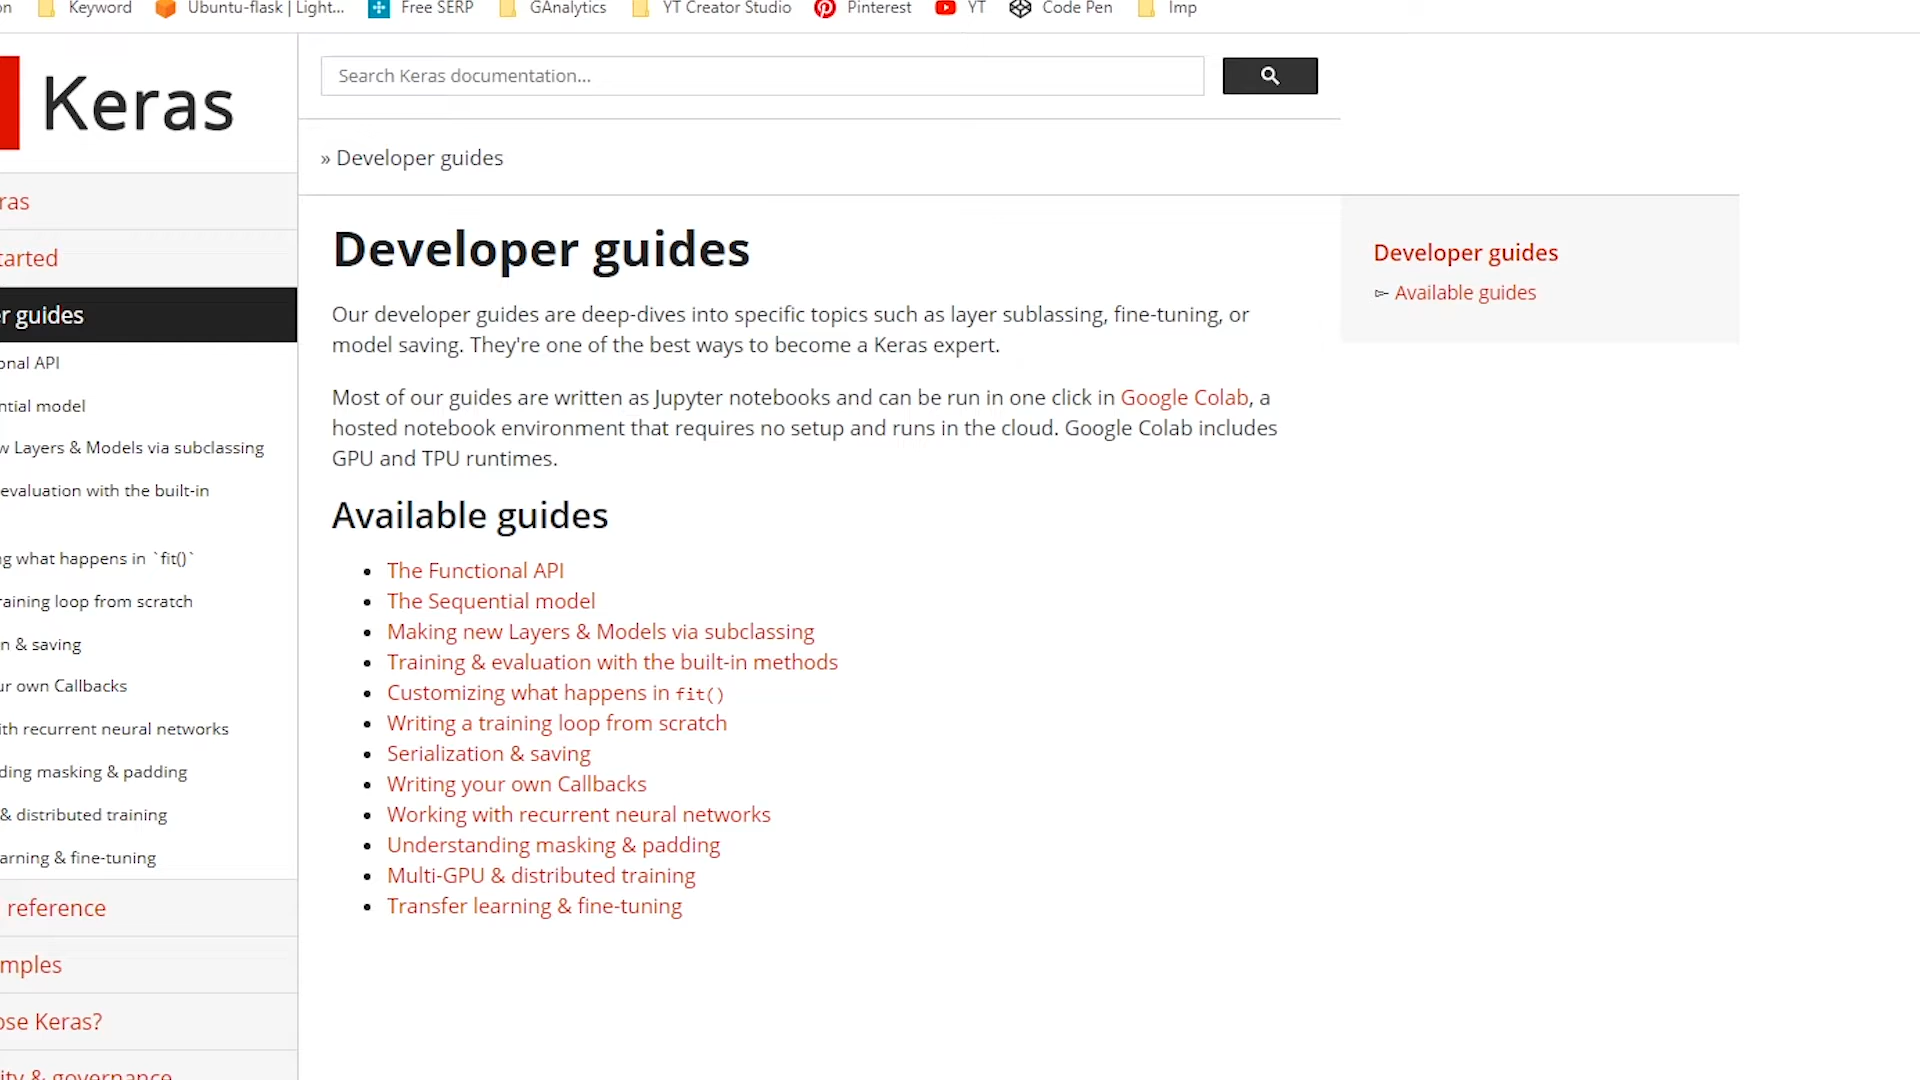 on Keyword Ubuntu-flask | Light... Free SERP GAnalytics YT Creator Studio Pinterest YT Code Pen Imp
Keras
ras
tarted
er guides
onal API
ntial model
w Layers & Models via subclassing
evaluation with the built-in
ng what happens in `fit()`
raining loop from scratch
n & saving
ur own Callbacks
ith recurrent neural networks
ding masking & padding
& distributed training
arning & fine-tuning
reference
mples
ose Keras?
ity & governance
Search Keras documentation...
» Developer guides
Developer guides
Our developer guides are deep-dives into specific topics such as layer sublassing, fine-tuning, or
model saving. They're one of the best ways to become a Keras expert.
Most of our guides are written as Jupyter notebooks and can be run in one click in Google Colab, a
hosted notebook environment that requires no setup and runs in the cloud. Google Colab includes
GPU and TPU runtimes.
Available guides
• The Functional API
• The Sequential model
• Making new Layers & Models via subclassing
• Training & evaluation with the built-in methods
• Customizing what happens in fit()
• Writing a training loop from scratch
• Serialization & saving
• Writing your own Callbacks
• Working with recurrent neural networks
• Understanding masking & padding
• Multi-GPU & distributed training
• Transfer learning & fine-tuning
Developer guides
▻ Available guides